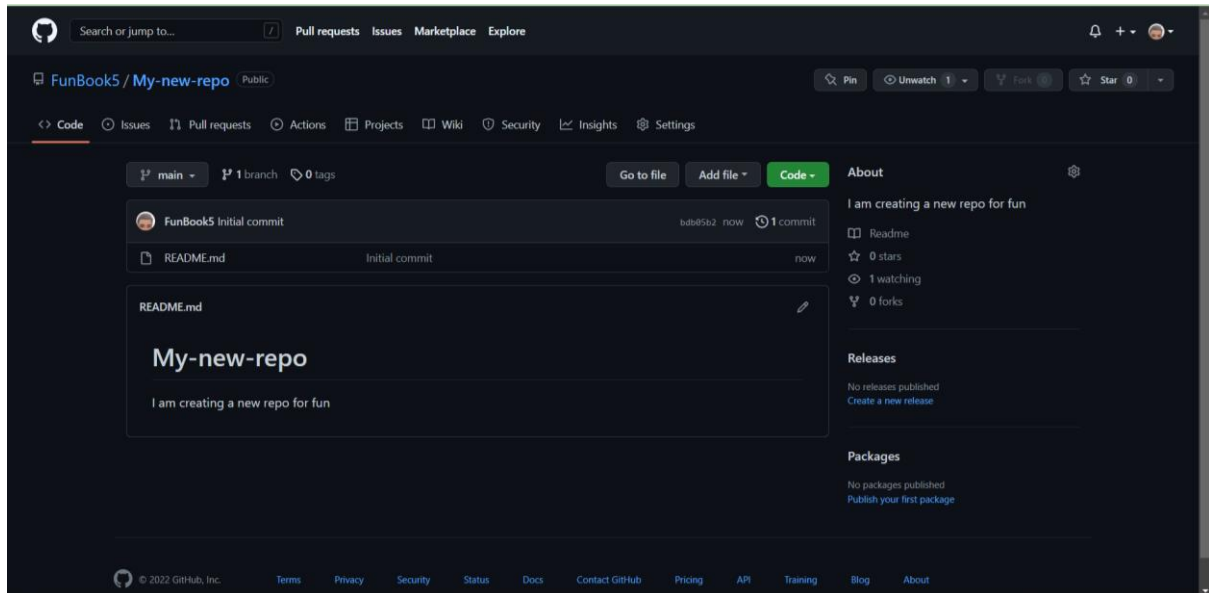 Search or jump to... / Pull requests Issues Marketplace Explore
FunBook5 / My-new-repo Public Pin Unwatch 1 Fork 0 Star 0
Code Issues Pull requests Actions Projects Wiki Security Insights Settings
main 1 branch 0 tags Go to file Add file Code
FunBook5 Initial commit bdb05b2 now 1 commit
README.md Initial commit now
README.md
My-new-repo
I am creating a new repo for fun
About
I am creating a new repo for fun
Readme
0 stars
1 watching
0 forks
Releases
No releases published
Create a new release
Packages
No packages published
Publish your first package
© 2022 GitHub, Inc. Terms Privacy Security Status Docs Contact GitHub Pricing API Training Blog About